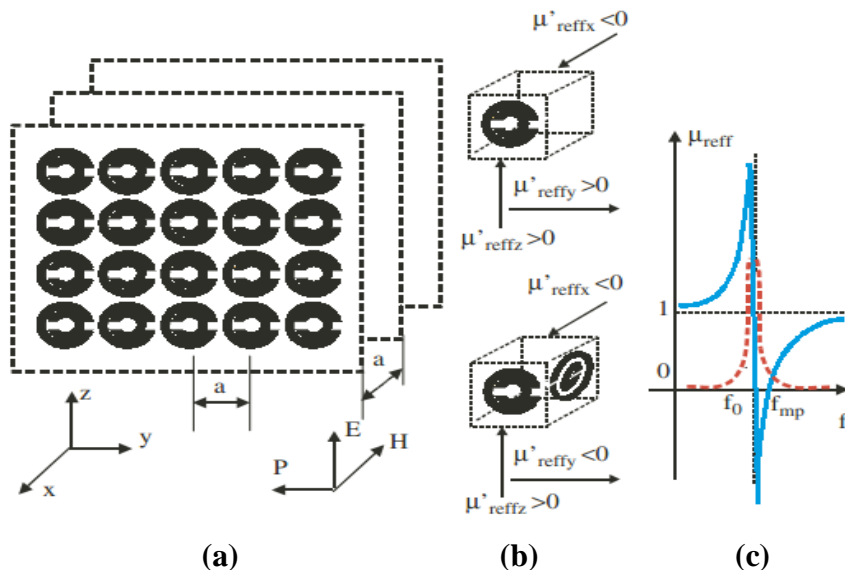 z
y
x
a
a
E
H
P
(a)
μ'reffx<0
μ'reffy>0
μ'reffz>0
μ'reffx<0
μ'reffy<0
μ'reffz>0
(b)
μreff
1
0
f0
fmp
f
(c)